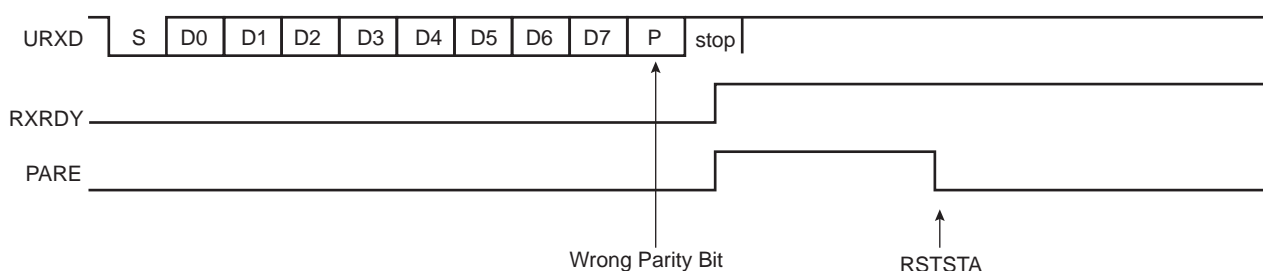 URXD S D0 D1 D2 D3 D4 D5 D6 D7 P stop
RXRDY
PARE
Wrong Parity Bit RSTSTA